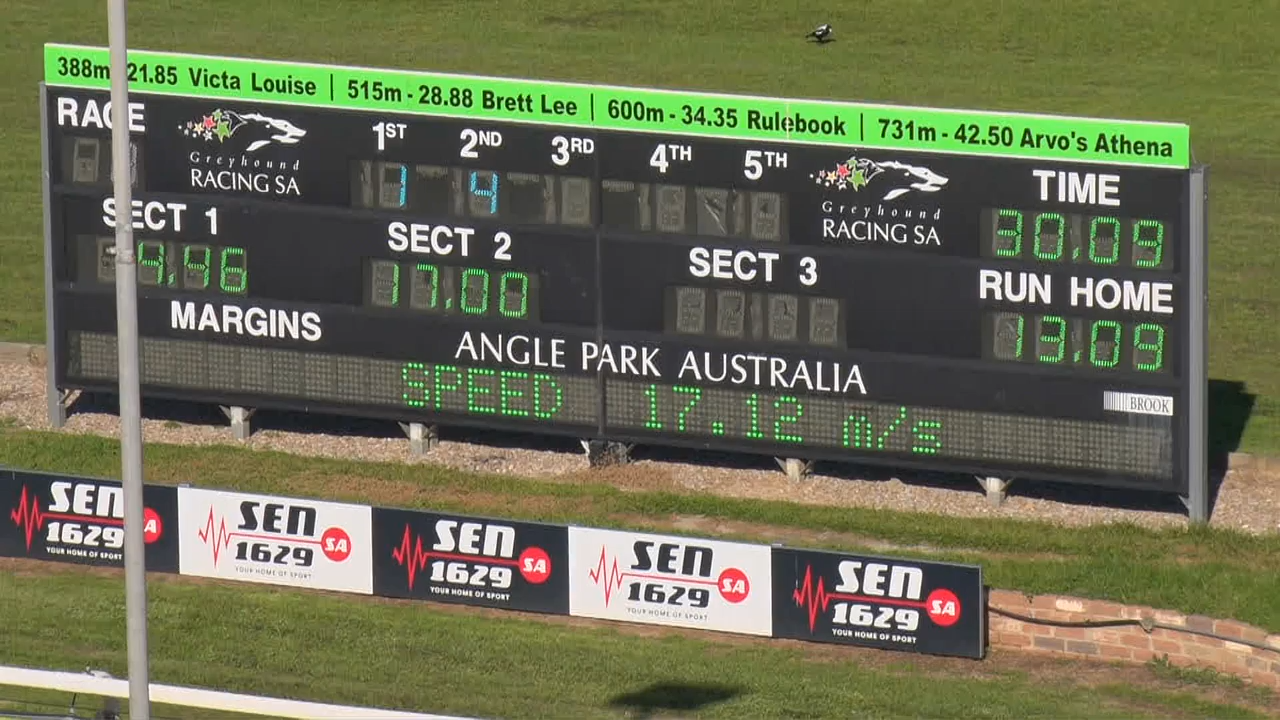 388m 21.85 Victa Louise | 515m - 28.88 Brett Lee | 600m - 34.35 Rulebook | 731m - 42.50 Arvo's Athena
RACE
Greyhound
RACING SA
1ST 2ND 3RD 4TH 5TH
1 4
Greyhound
RACING SA
TIME
30.09
SECT 1
4.46
SECT 2
17.00
SECT 3
RUN HOME
13.09
MARGINS
ANGLE PARK AUSTRALIA
BROOK
SPEED 17.12 m/s
SEN
1629
A
YOUR HOME OF
SEN
1629
SA
YOUR HOME OF SPORT
SEN
1629
SA
YOUR HOME OF SPORT
SEN
1629
SA
YOUR HOME OF SPORT
SEN
1629
SA
YOUR HOME OF SPORT